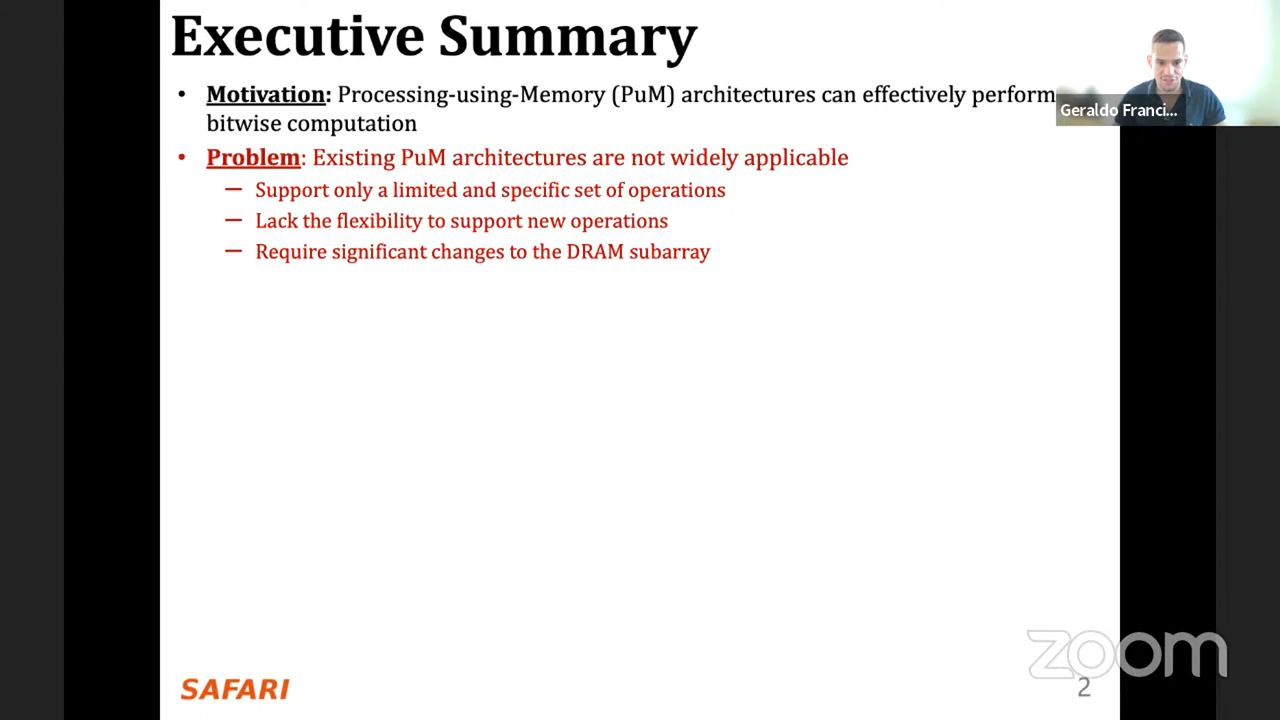 Executive Summary
• Motivation: Processing-using-Memory (PuM) architectures can effectively perform
bitwise computation
• Problem: Existing PuM architectures are not widely applicable
— Support only a limited and specific set of operations
— Lack the flexibility to support new operations
— Require significant changes to the DRAM subarray
Geraldo Franci...
zoom
SAFARI
2